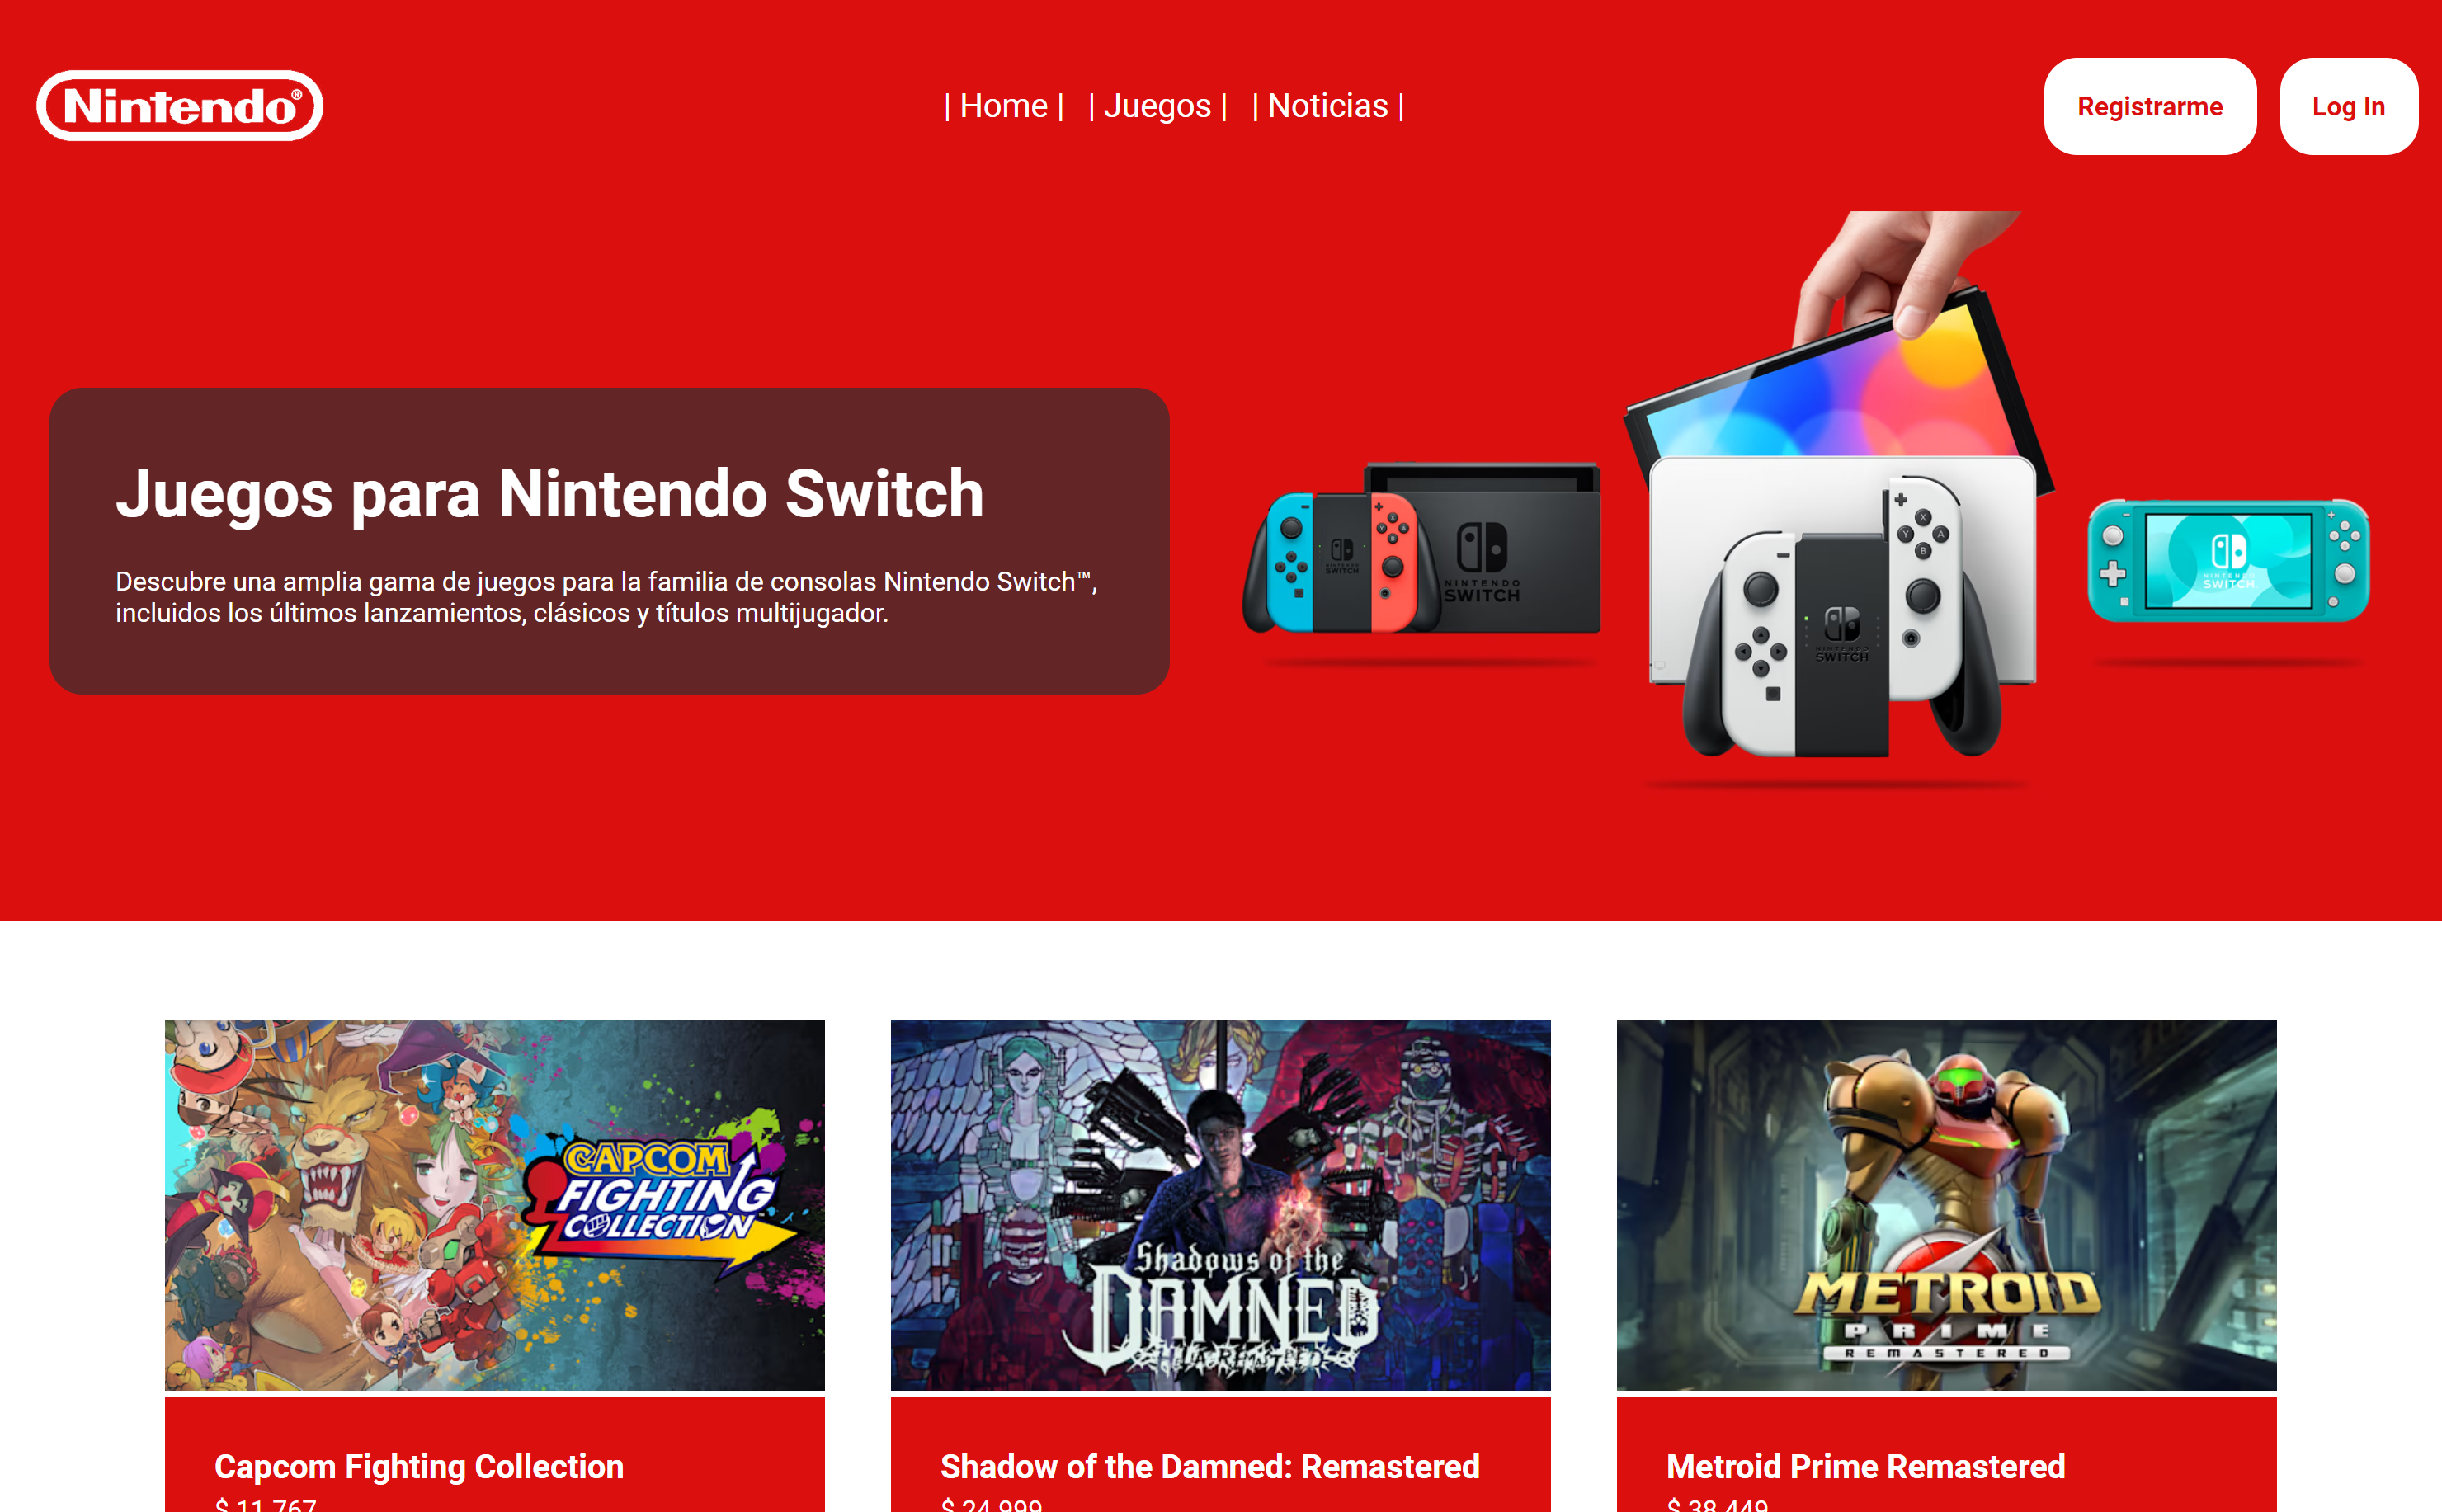 Nintendo®
| Home | | Juegos | | Noticias |
Registrarme
Log In
Juegos para Nintendo Switch
Descubre una amplia gama de juegos para la familia de consolas Nintendo Switch™,
incluidos los últimos lanzamientos, clásicos y títulos multijugador.
NINTENDO
SWITCH
NINTENDO
SWITCH
NINTENDO
SWITCH
NINTENDO
SWITCH
CAPCOM
FIGHTING
COLLECTION
Shadows of the
DAMNED
METROID
PRIME
REMASTERED
Capcom Fighting Collection
$ 11.767
Shadow of the Damned: Remastered
$ 24.999
Metroid Prime Remastered
$ 38.449